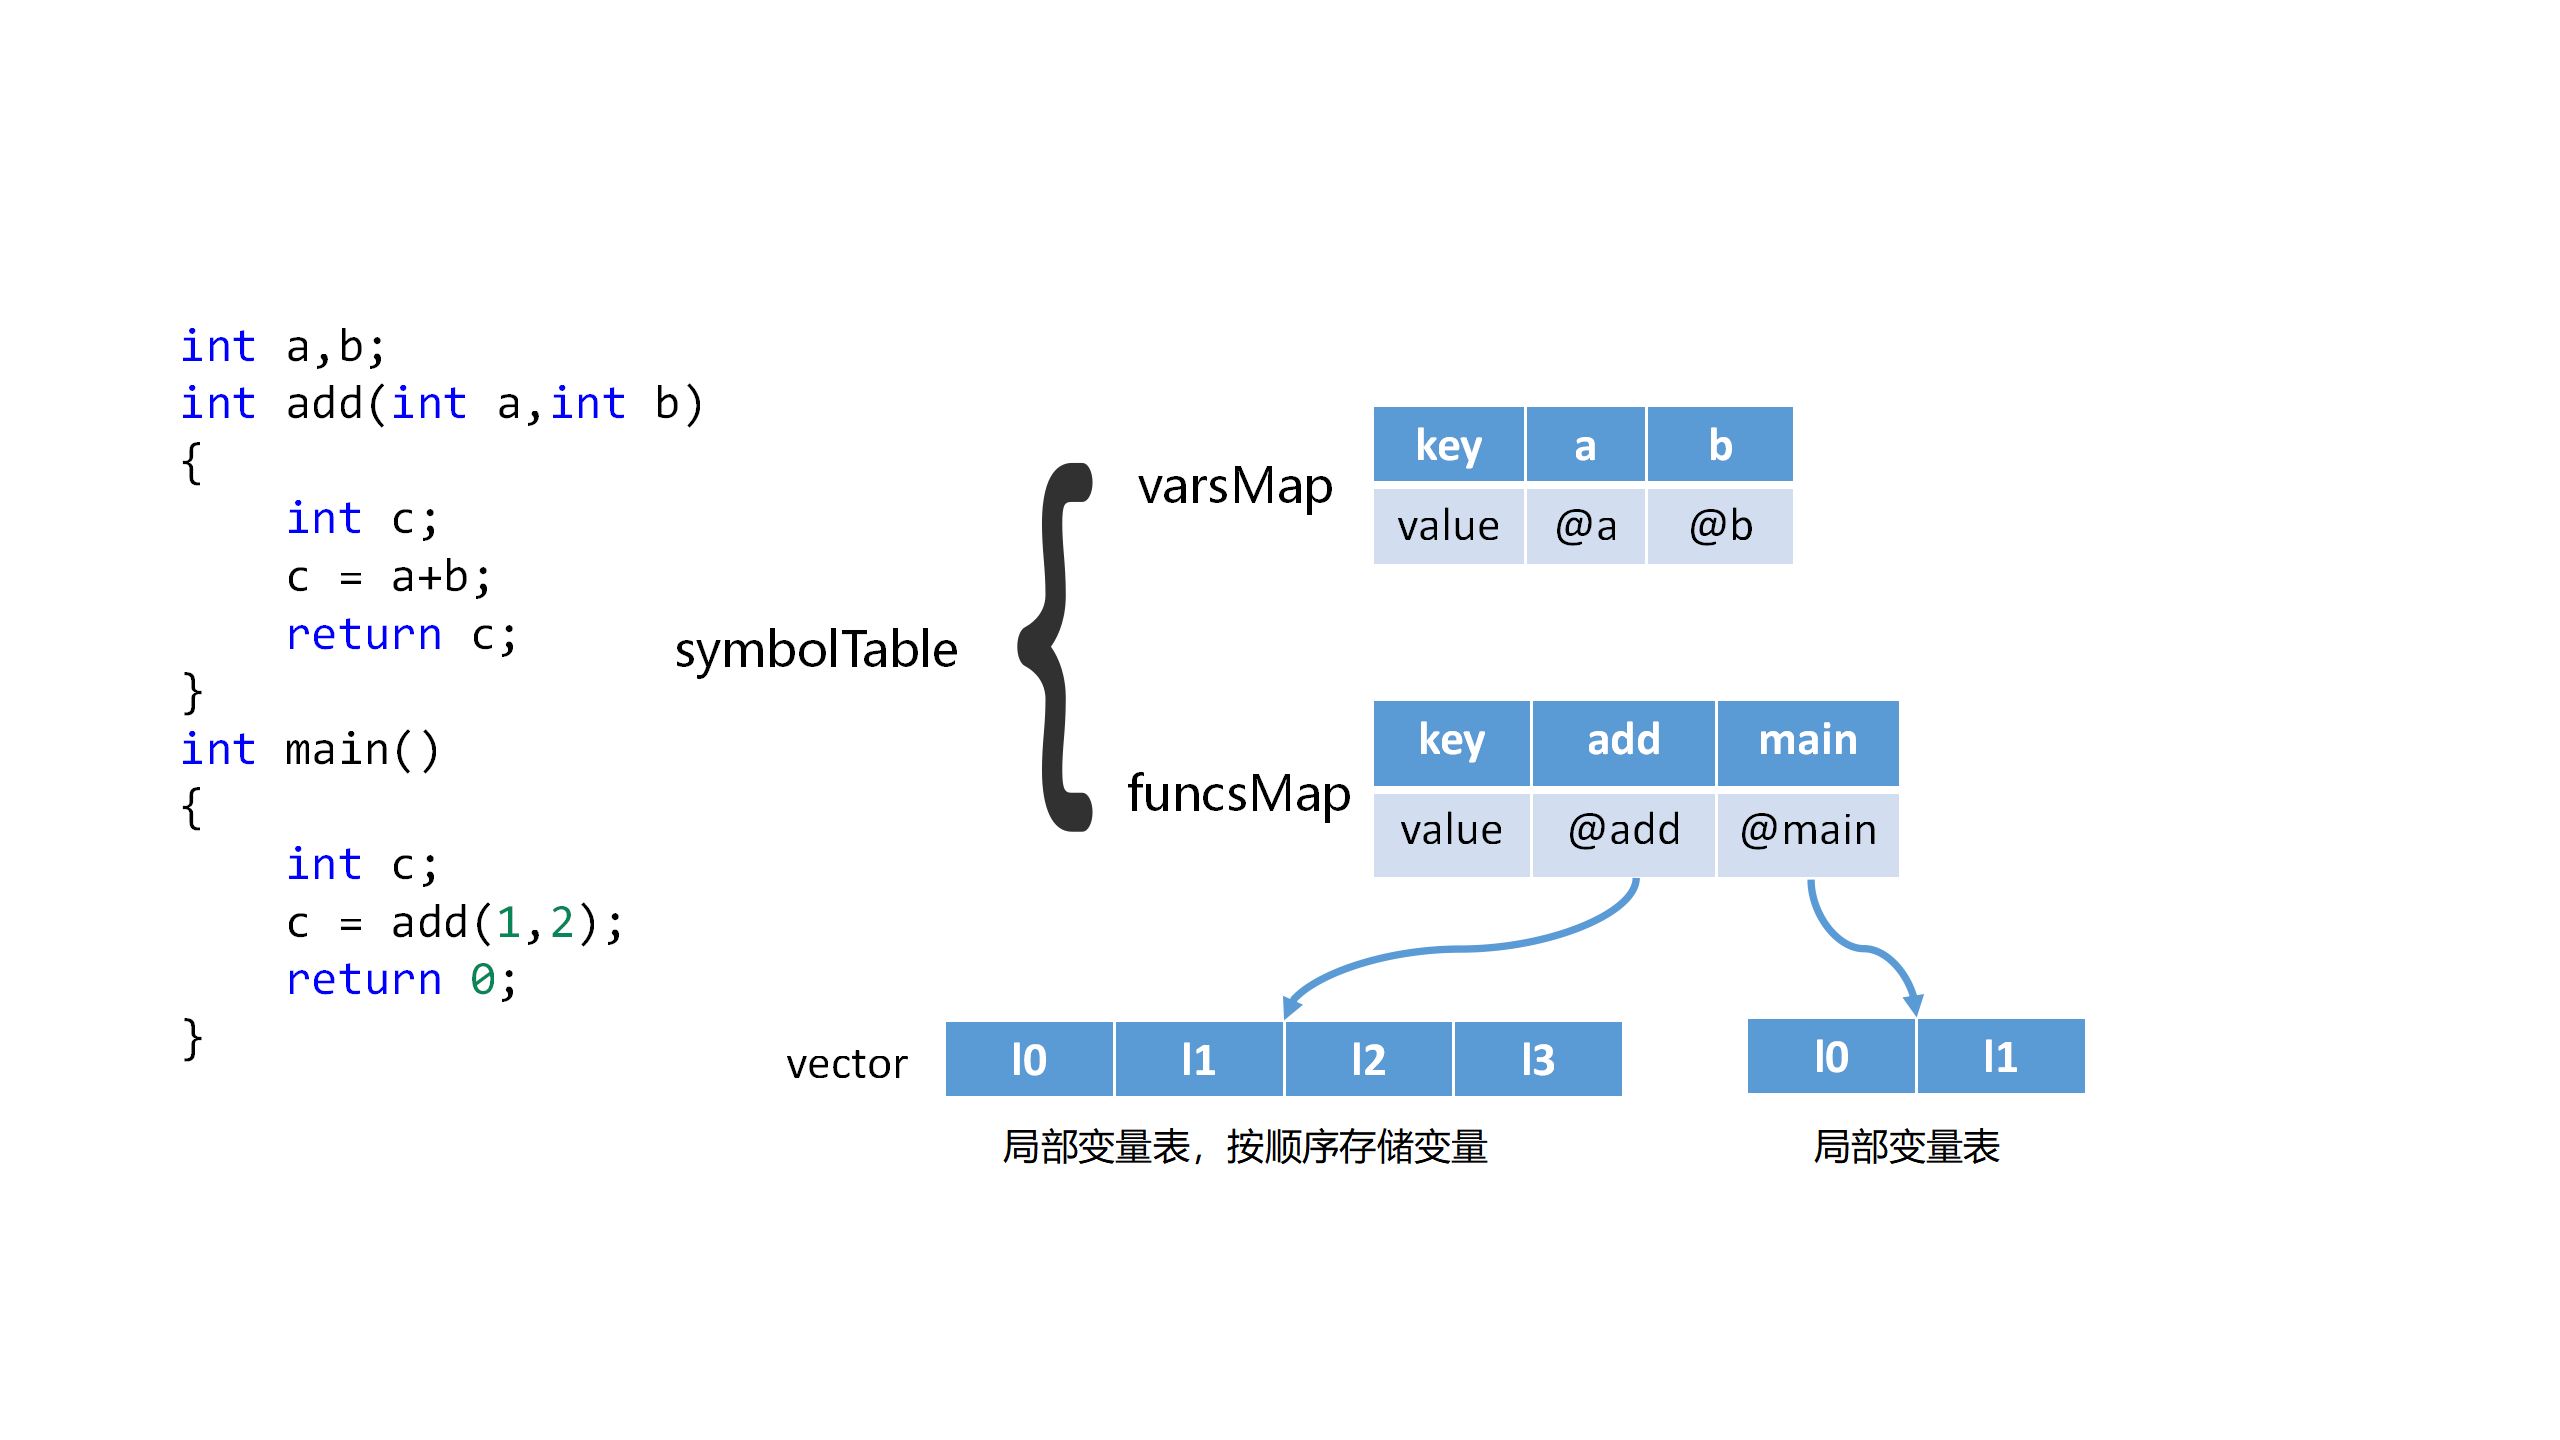 int a,b;
int add(int a,int b)
{
    int c;
    c = a+b;
    return c;
}
int main()
{
    int c;
    c = add(1,2);
    return 0;
}
symbolTable
varsMap
key a b
value @a @b
funcsMap
key add main
value @add @main
vector
l0 l1 l2 l3
局部变量表，按顺序存储变量
l0 l1
局部变量表